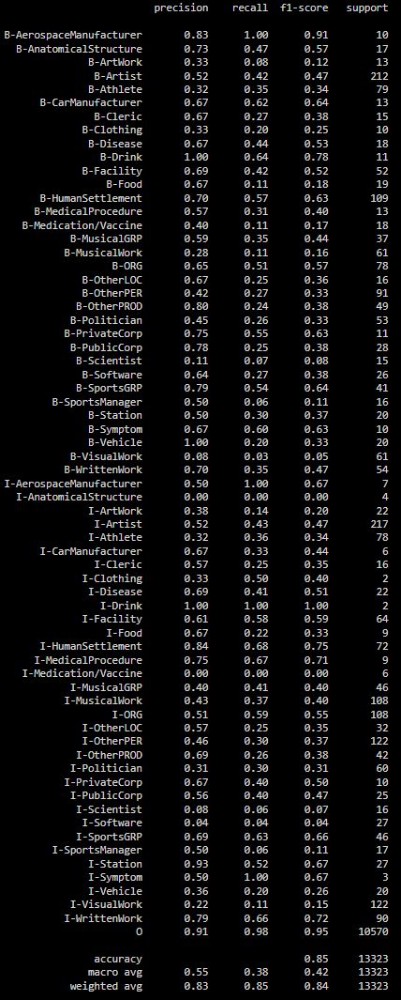 precision recall f1-score support
B-AerospaceManufacturer 0.83 1.00 0.91 10
B-AnatomicalStructure 0.73 0.47 0.57 17
B-ArtWork 0.33 0.08 0.12 13
B-Artist 0.52 0.42 0.47 212
B-Athlete 0.32 0.35 0.34 79
B-CarManufacturer 0.67 0.62 0.64 13
B-Cleric 0.67 0.27 0.38 15
B-Clothing 0.33 0.20 0.25 10
B-Disease 0.67 0.44 0.53 18
B-Drink 1.00 0.64 0.78 11
B-Facility 0.69 0.42 0.52 52
B-Food 0.67 0.11 0.18 19
B-HumanSettlement 0.70 0.57 0.63 109
B-MedicalProcedure 0.57 0.31 0.40 13
B-Medication/Vaccine 0.40 0.11 0.17 18
B-MusicalGRP 0.59 0.35 0.44 37
B-MusicalWork 0.28 0.11 0.16 61
B-ORG 0.65 0.51 0.57 78
B-OtherLOC 0.67 0.25 0.36 16
B-OtherPER 0.42 0.27 0.33 91
B-OtherPROD 0.80 0.24 0.38 49
B-Politician 0.45 0.26 0.33 53
B-PrivateCorp 0.75 0.55 0.63 11
B-PublicCorp 0.78 0.25 0.38 28
B-Scientist 0.11 0.07 0.08 15
B-Software 0.64 0.27 0.38 26
B-SportsGRP 0.79 0.54 0.64 41
B-SportsManager 0.50 0.06 0.11 16
B-Station 0.50 0.30 0.37 20
B-Symptom 0.67 0.60 0.63 10
B-Vehicle 1.00 0.20 0.33 20
B-VisualWork 0.08 0.03 0.05 61
B-WrittenWork 0.70 0.35 0.47 54
I-AerospaceManufacturer 0.50 1.00 0.67 7
I-AnatomicalStructure 0.00 0.00 0.00 4
I-ArtWork 0.38 0.14 0.20 22
I-Artist 0.52 0.43 0.47 217
I-Athlete 0.32 0.36 0.34 78
I-CarManufacturer 0.67 0.33 0.44 6
I-Cleric 0.57 0.25 0.35 16
I-Clothing 0.33 0.50 0.40 2
I-Disease 0.69 0.41 0.51 22
I-Drink 1.00 1.00 1.00 2
I-Facility 0.61 0.58 0.59 64
I-Food 0.67 0.22 0.33 9
I-HumanSettlement 0.84 0.68 0.75 72
I-MedicalProcedure 0.75 0.67 0.71 9
I-Medication/Vaccine 0.00 0.00 0.00 6
I-MusicalGRP 0.40 0.41 0.40 46
I-MusicalWork 0.43 0.37 0.40 108
I-ORG 0.51 0.59 0.55 108
I-OtherLOC 0.57 0.25 0.35 32
I-OtherPER 0.46 0.30 0.37 122
I-OtherPROD 0.69 0.26 0.38 42
I-Politician 0.31 0.30 0.31 60
I-PrivateCorp 0.67 0.40 0.50 10
I-PublicCorp 0.56 0.40 0.47 25
I-Scientist 0.08 0.06 0.07 16
I-Software 0.04 0.04 0.04 27
I-SportsGRP 0.69 0.63 0.66 46
I-SportsManager 0.50 0.06 0.11 17
I-Station 0.93 0.52 0.67 27
I-Symptom 0.50 1.00 0.67 3
I-Vehicle 0.36 0.20 0.26 20
I-VisualWork 0.22 0.11 0.15 122
I-WrittenWork 0.79 0.66 0.72 90
O 0.91 0.98 0.95 10570
accuracy 0.85 13323
macro avg 0.55 0.38 0.42 13323
weighted avg 0.83 0.85 0.84 13323